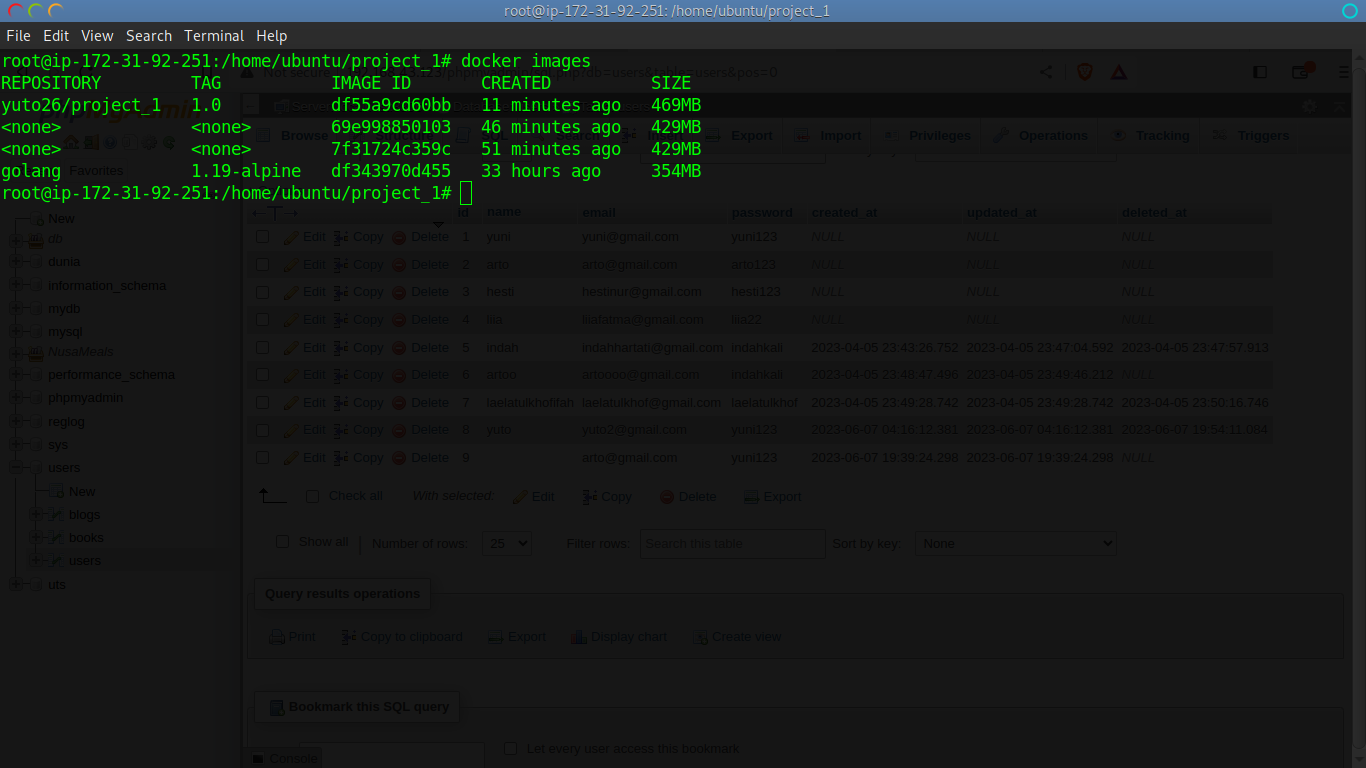 root@ip-172-31-92-251: /home/ubuntu/project_1
File Edit View Search Terminal Help
root@ip-172-31-92-251:/home/ubuntu/project_1# docker images
REPOSITORY TAG IMAGE ID CREATED SIZE
yuto26/project_1 1.0 df55a9cd60bb 11 minutes ago 469MB
<none> <none> 69e998850103 46 minutes ago 429MB
<none> <none> 7f31724c359c 51 minutes ago 429MB
golang 1.19-alpine df343970d455 33 hours ago 354MB
root@ip-172-31-92-251:/home/ubuntu/project_1#
Not secure
Browse Export Import Privileges Operations Tracking Triggers
Favorites
New
db
dunia
information_schema
mydb
mysql
NusaMeals
performance_schema
phpmyadmin
reglog
sys
users
New
blogs
books
users
uts
id name email password created_at updated_at deleted_at
Edit Copy Delete 1 yuni yuni@gmail.com yuni123 NULL NULL NULL
Edit Copy Delete 2 arto arto@gmail.com arto123 NULL NULL NULL
Edit Copy Delete 3 hesti hestinur@gmail.com hesti123 NULL NULL NULL
Edit Copy Delete 4 lila lilafatma@gmail.com lila22 NULL NULL NULL
Edit Copy Delete 5 indah indahhartati@gmail.com indahkali 2023-04-05 23:43:26.752 2023-04-05 23:47:04.592 2023-04-05 23:47:57.913
Edit Copy Delete 6 artoo artoooo@gmail.com indahkali 2023-04-05 23:48:47.496 2023-04-05 23:49:46.212 NULL
Edit Copy Delete 7 laelatulkhofifah laelatulkhof@gmail.com laelatulkhof 2023-04-05 23:49:28.742 2023-04-05 23:49:28.742 2023-04-05 23:50:16.746
Edit Copy Delete 8 yuto yuto2@gmail.com yuni123 2023-06-07 04:16:12.381 2023-06-07 04:16:12.381 2023-06-07 19:54:11.084
Edit Copy Delete 9 arto@gmail.com yuni123 2023-06-07 19:39:24.298 2023-06-07 19:39:24.298 NULL
Check all With selected: Edit Copy Delete Export
Show all Number of rows: 25 Filter rows: Search this table Sort by key: None
Query results operations
Print Copy to clipboard Export Display chart Create view
Bookmark this SQL query
Let every user access this bookmark
Console